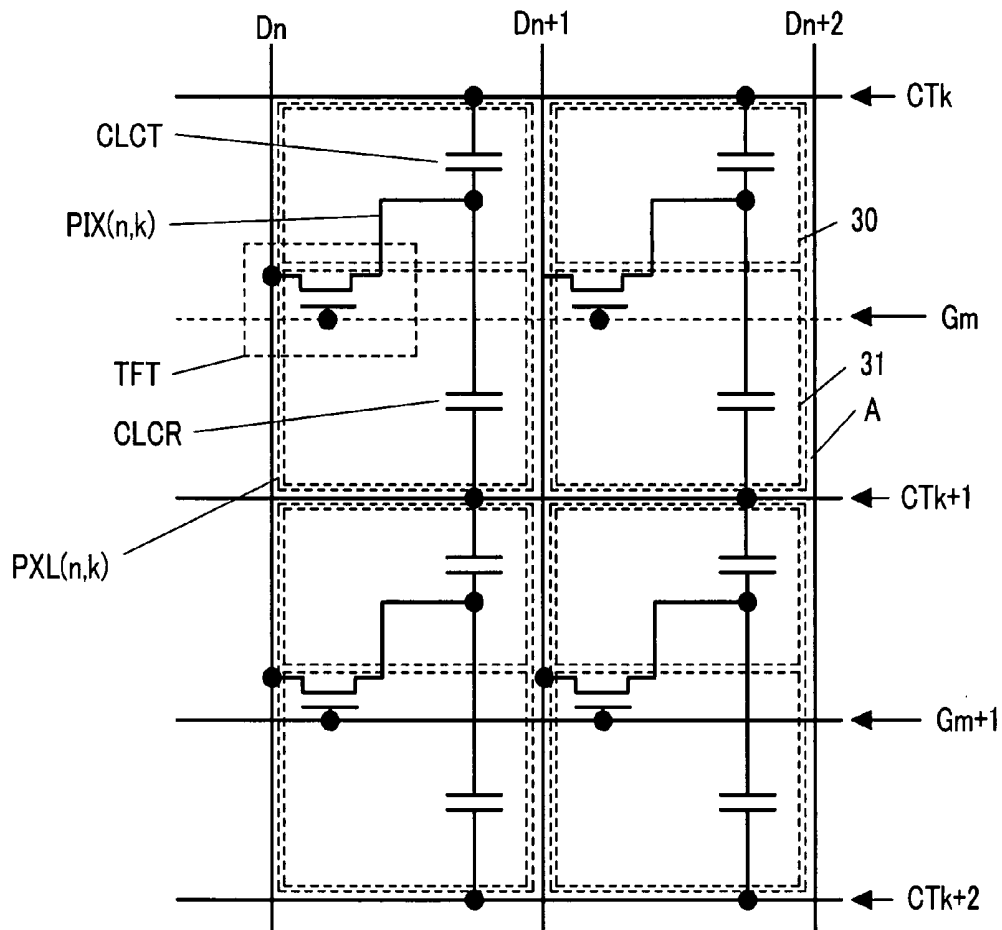 Dn
Dn+1
Dn+2
CTk
CLCT
PIX(n,k)
30
Gm
TFT
31
CLCR
A
CTk+1
PXL(n,k)
Gm+1
CTk+2